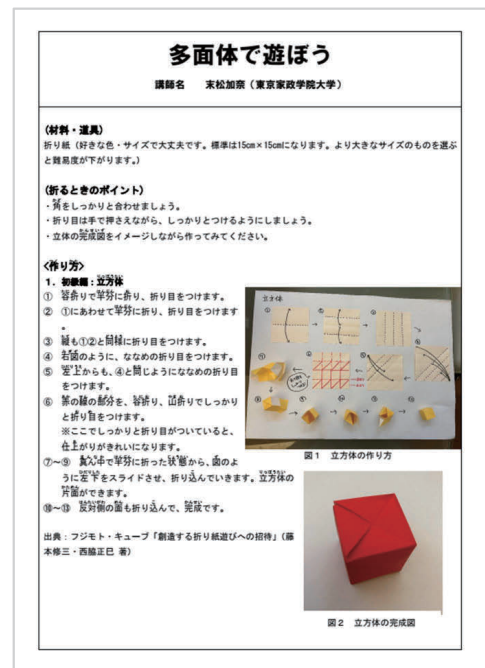 多面体で遊ぼう
講師名　末松加奈（東京家政学院大学）
（材料・道具）
折り紙（好きな色・サイズで大丈夫です。標準は15cm×15cmになります。より大きなサイズのものを選ぶ
と難易度が下がります。）
（折るときのポイント）
・角をしっかりと合わせましょう。
・折り目は手で押さえながら、しっかりとつけるようにしましょう。
・立体の完成図をイメージしながら作ってみてください。
〈作り方〉
１．初級編：立方体
①　谷折りで半分に折り、折り目をつけます。
②　①にあわせて半分に折り、折り目をつけます
。
③　縦も①②と同様に折り目をつけます。
④　右図のように、ななめの折り目をつけます。
⑤　左上からも、④と同じようにななめの折り目
をつけます。
⑥　赤の線の部分を、谷折り、山折りでしっかり
と折り目をつけます。
※ここでしっかりと折り目がついていると、
仕上がりがきれいになります。
⑦～⑨　真ん中で半分に折った状態から、図のよ
うに左下をスライドさせ、折り込んでいきます。立方体の
片面ができます。
⑩～⑬　反対側の面も折り込んで、完成です。
出典：フジモト・キューブ「創造する折り紙遊びへの招待」（藤
本修三・西脇正巳 著）
立方体
図１　立方体の作り方
図２　立方体の完成図